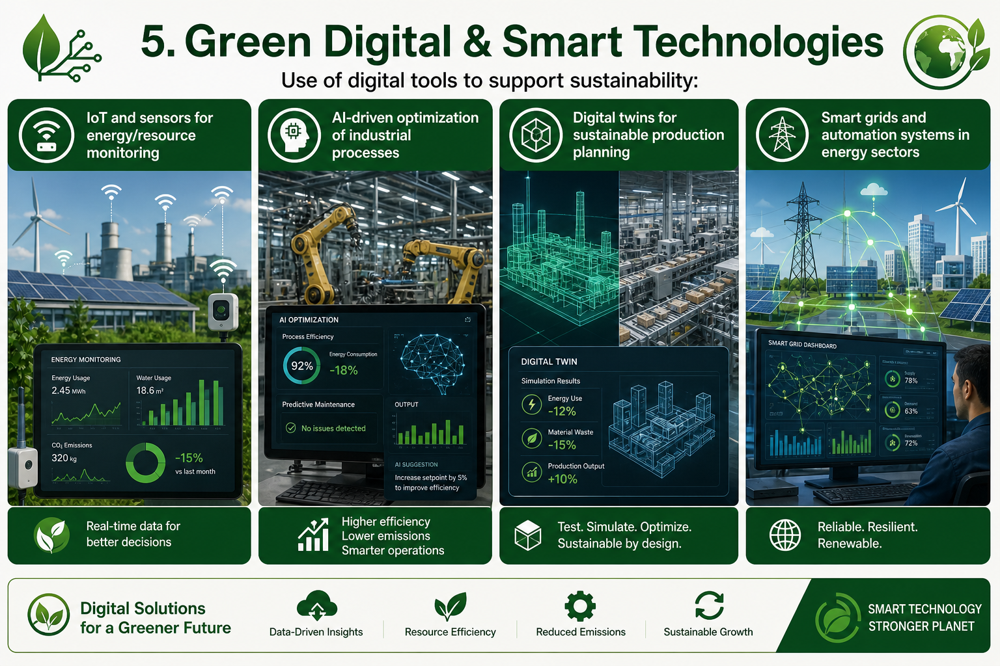 5. Green Digital & Smart Technologies
Use of digital tools to support sustainability:
IoT and sensors for
energy/resource
monitoring
ENERGY MONITORING
Energy Usage
2.45 MWh
Water Usage
18.6 m³
CO₂ Emissions
320 kg
-15%
vs last month
Real-time data for
better decisions
AI-driven optimization
of industrial
processes
AI OPTIMIZATION
Process Efficiency
92%
Energy Consumption
-18%
Predictive Maintenance
No issues detected
OUTPUT
AI SUGGESTION
Increase setpoint by 5%
to improve efficiency
Higher efficiency
Lower emissions
Smarter operations
Digital twins for
sustainable production
planning
DIGITAL TWIN
Simulation Results
Energy Use
-12%
Material Waste
-15%
Production Output
+10%
Test. Simulate. Optimize.
Sustainable by design.
Smart grids and
automation systems in
energy sectors
SMART GRID DASHBOARD
Supply
78%
Demand
63%
Renewables
72%
Reliable. Resilient.
Renewable.
Digital Solutions
for a Greener Future
Data-Driven Insights
Resource Efficiency
Reduced Emissions
Sustainable Growth
SMART TECHNOLOGY
STRONGER PLANET